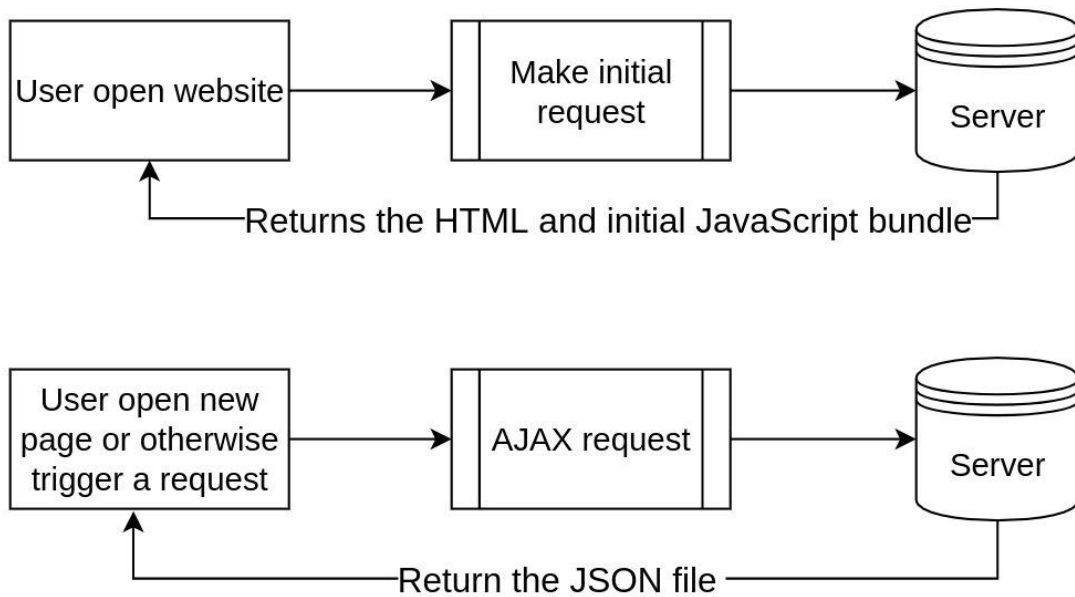 User open website
Make initial
request
Server
Returns the HTML and initial JavaScript bundle
User open new
page or otherwise
trigger a request
AJAX request
Server
Return the JSON file